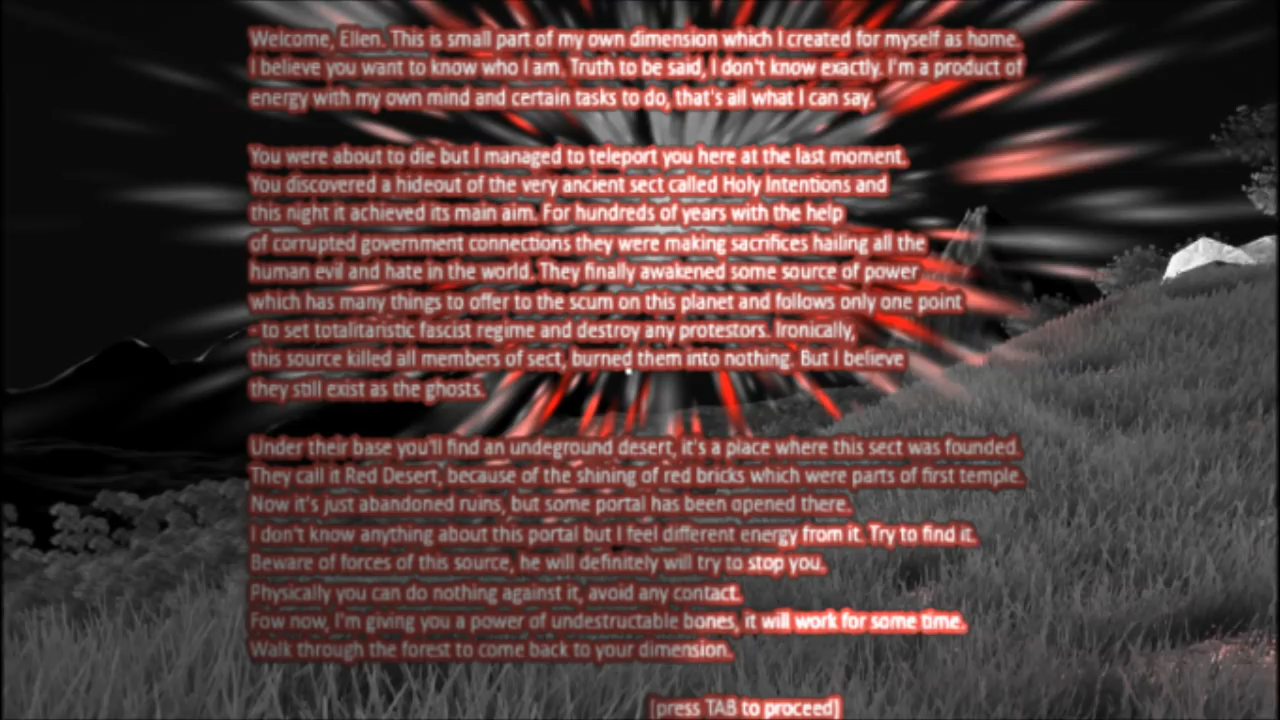 Welcome, Ellen. This is small part of my own dimension which I created for myself as home.
I believe you want to know who I am. Truth to be said, I don't know exactly. I'm a product of
energy with my own mind and certain tasks to do, that's all what I can say.
You were about to die but I managed to teleport you here at the last moment.
You discovered a hideout of the very ancient sect called Holy Intentions and
this night it achieved its main aim. For hundreds of years with the help
of corrupted government connections they were making sacrifices hailing all the
human evil and hate in the world. They finally awakened some source of power
which has many things to offer to the scum on this planet and follows only one point
- to set totalitaristic fascist regime and destroy any protestors. Ironically,
this source killed all members of sect, burned them into nothing. But I believe
they still exist as the ghosts.
Under their base you'll find an undeground desert, it's a place where this sect was founded.
They call it Red Desert, because of the shining of red bricks which were parts of first temple.
Now it's just abandoned ruins, but some portal has been opened there.
I don't know anything about this portal but I feel different energy from it. Try to find it.
Beware of forces of this source, he will definitely will try to stop you.
Physically you can do nothing against it, avoid any contact.
Fow now, I'm giving you a power of undestructable bones, it will work for some time.
Walk through the forest to come back to your dimension.
[press TAB to proceed]